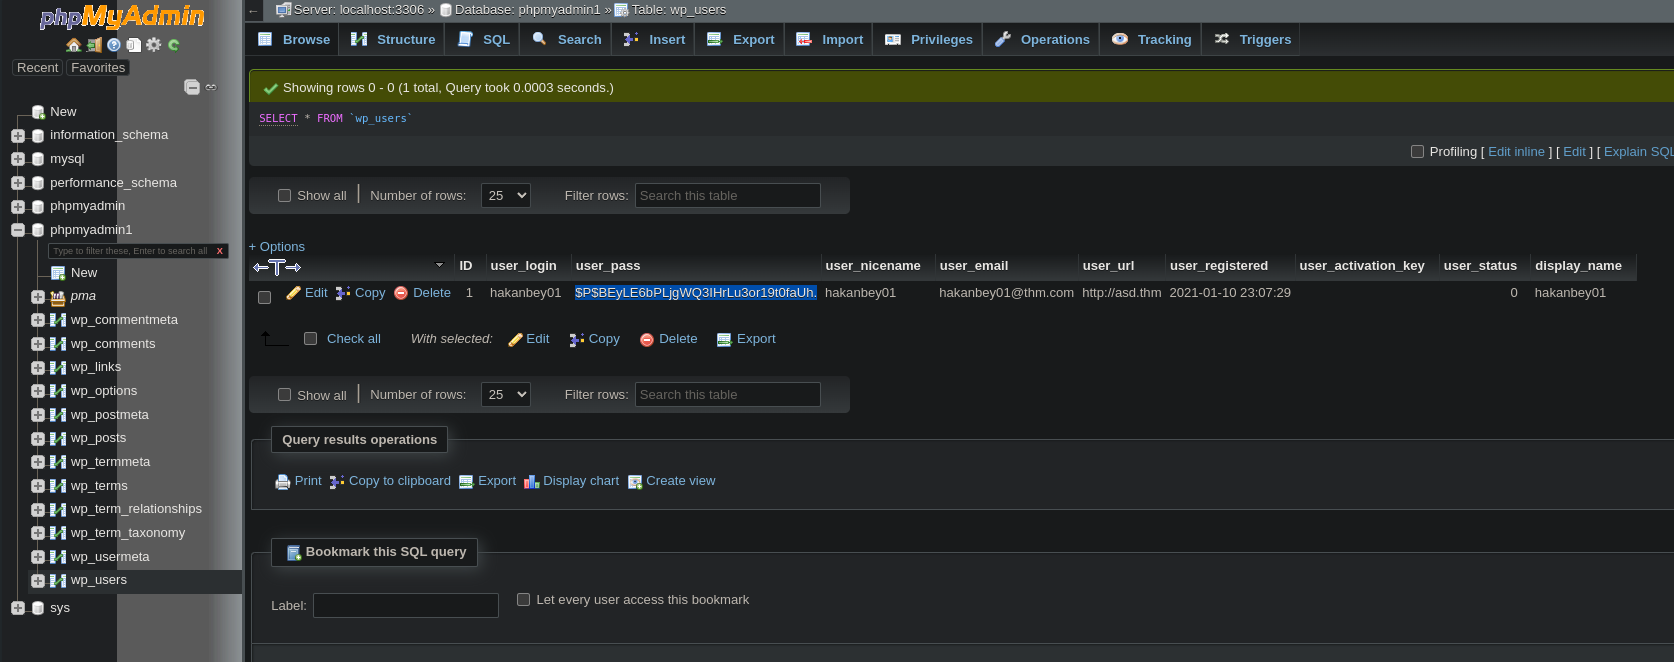 phpMyAdmin
Recent Favorites
New
information_schema
mysql
performance_schema
phpmyadmin
phpmyadmin1
Type to filter these, Enter to search all X
New
pma
wp_commentmeta
wp_comments
wp_links
wp_options
wp_postmeta
wp_posts
wp_termmeta
wp_terms
wp_term_relationships
wp_term_taxonomy
wp_usermeta
wp_users
sys
← Server: localhost:3306 » Database: phpmyadmin1 » Table: wp_users
Browse Structure SQL Search Insert Export Import Privileges Operations Tracking Triggers
Showing rows 0 - 0 (1 total, Query took 0.0003 seconds.)
SELECT * FROM `wp_users`
Profiling [ Edit inline ] [ Edit ] [ Explain SQL
Show all Number of rows: 25 Filter rows: Search this table
+ Options
←T→ ID user_login user_pass user_nicename user_email user_url user_registered user_activation_key user_status display_name
Edit Copy Delete 1 hakanbey01 $P$BEyLE6bPLjgWQ3IHrLu3or19t0faUh. hakanbey01 hakanbey01@thm.com http://asd.thm 2021-01-10 23:07:29 0 hakanbey01
Check all With selected: Edit Copy Delete Export
Show all Number of rows: 25 Filter rows: Search this table
Query results operations
Print Copy to clipboard Export Display chart Create view
Bookmark this SQL query
Label: Let every user access this bookmark